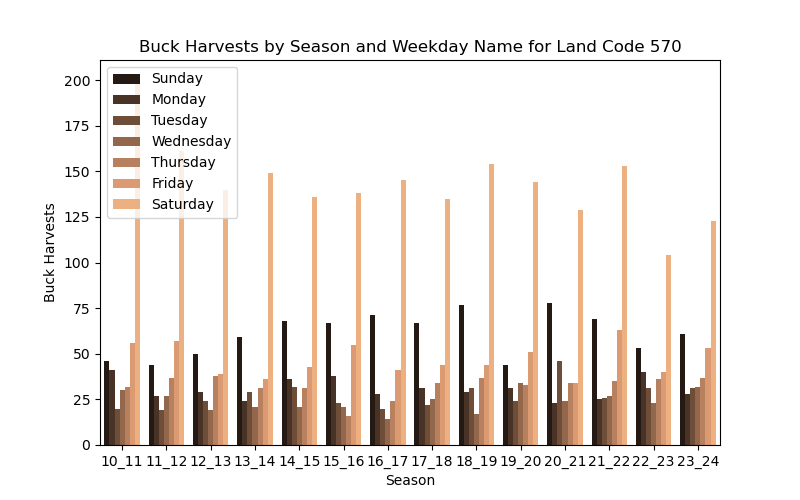 Buck Harvests by Season and Weekday Name for Land Code 570
200
175
150
125
100
75
50
25
0
Buck Harvests
Sunday
Monday
Tuesday
Wednesday
Thursday
Friday
Saturday
10_11 11_12 12_13 13_14 14_15 15_16 16_17 17_18 18_19 19_20 20_21 21_22 22_23 23_24
Season